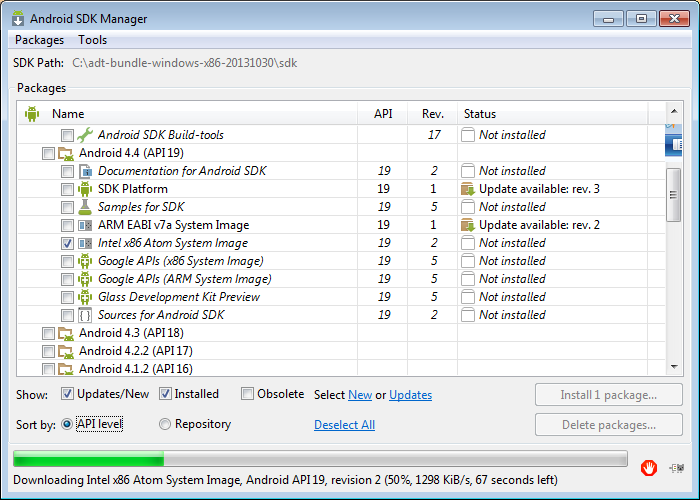 Android SDK Manager
Packages Tools
SDK Path: C:\adt-bundle-windows-x86-20131030\sdk
Packages
Name API Rev. Status
Android SDK Build-tools 17 Not installed
Android 4.4 (API 19)
Documentation for Android SDK 19 2 Not installed
SDK Platform 19 1 Update available: rev. 3
Samples for SDK 19 5 Not installed
ARM EABI v7a System Image 19 1 Update available: rev. 2
Intel x86 Atom System Image 19 2 Not installed
Google APIs (x86 System Image) 19 5 Not installed
Google APIs (ARM System Image) 19 5 Not installed
Glass Development Kit Preview 19 5 Not installed
Sources for Android SDK 19 2 Not installed
Android 4.3 (API 18)
Android 4.2.2 (API 17)
Android 4.1.2 (API 16)
Show: Updates/New Installed Obsolete Select New or Updates Install 1 package...
Sort by: API level Repository Deselect All Delete packages...
Downloading Intel x86 Atom System Image, Android API 19, revision 2 (50%, 1298 KiB/s, 67 seconds left)